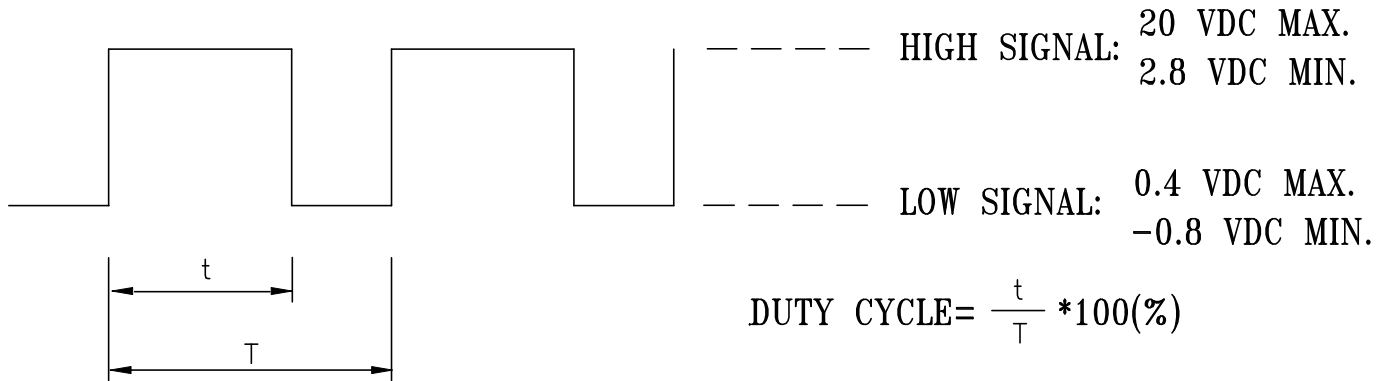 20 VDC MAX.
HIGH SIGNAL:
2.8 VDC MIN.
0.4 VDC MAX.
LOW SIGNAL:
-0.8 VDC MIN.
t
T
DUTY CYCLE= t/T *100(%)